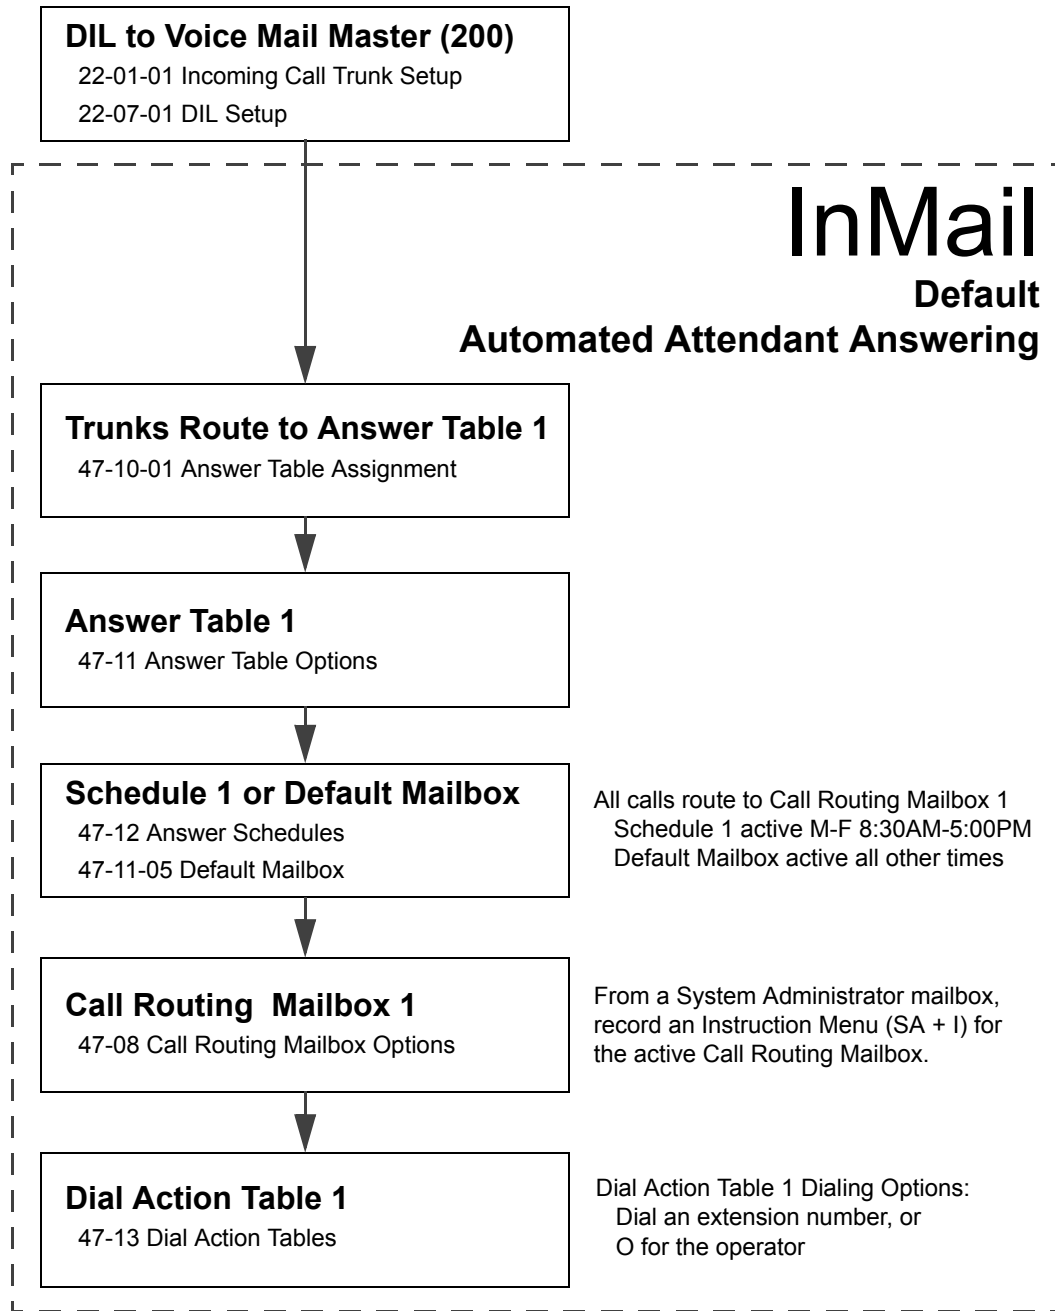 DIL to Voice Mail Master (200)
22-01-01 Incoming Call Trunk Setup
22-07-01 DIL Setup
InMail
Default
Automated Attendant Answering
Trunks Route to Answer Table 1
47-10-01 Answer Table Assignment
Answer Table 1
47-11 Answer Table Options
Schedule 1 or Default Mailbox
47-12 Answer Schedules
47-11-05 Default Mailbox
All calls route to Call Routing Mailbox 1
Schedule 1 active M-F 8:30AM-5:00PM
Default Mailbox active all other times
Call Routing  Mailbox 1
47-08 Call Routing Mailbox Options
From a System Administrator mailbox,
record an Instruction Menu (SA + I) for
the active Call Routing Mailbox.
Dial Action Table 1
47-13 Dial Action Tables
Dial Action Table 1 Dialing Options:
Dial an extension number, or
O for the operator